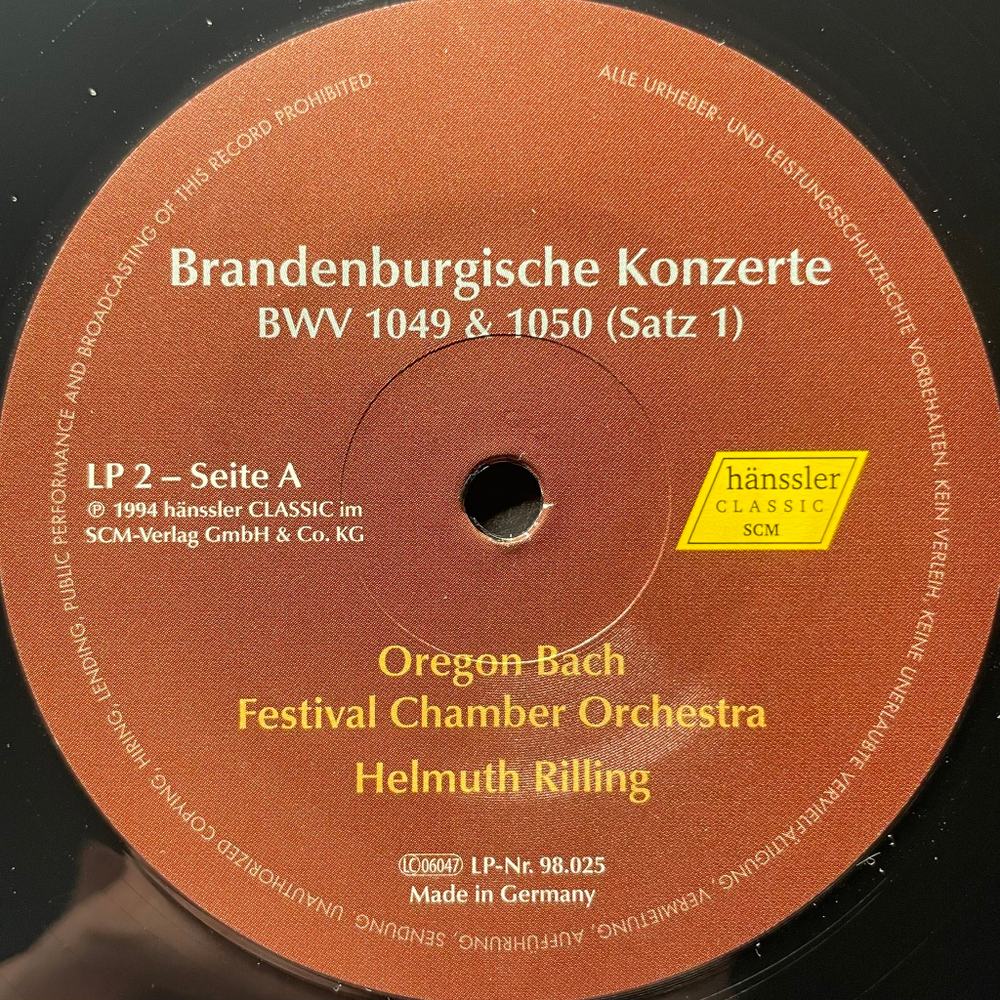 Brandenburgische Konzerte
BWV 1049 & 1050 (Satz 1)
LP 2 – Seite A
℗ 1994 hänssler CLASSIC im
SCM-Verlag GmbH & Co. KG
hänssler
CLASSIC
SCM
Oregon Bach
Festival Chamber Orchestra
Helmuth Rilling
LC 06047 LP-Nr. 98.025
Made in Germany
ALLE URHEBER- UND LEISTUNGSSCHUTZRECHTE VORBEHALTEN. KEIN VERLEIH, KEINE UNERLAUBTE VERVIELFÄLTIGUNG, VERMIETUNG, AUFFÜHRUNG, SENDUNG. UNAUTHORIZED COPYING, HIRING, LENDING, PUBLIC PERFORMANCE AND BROADCASTING OF THIS RECORD PROHIBITED.